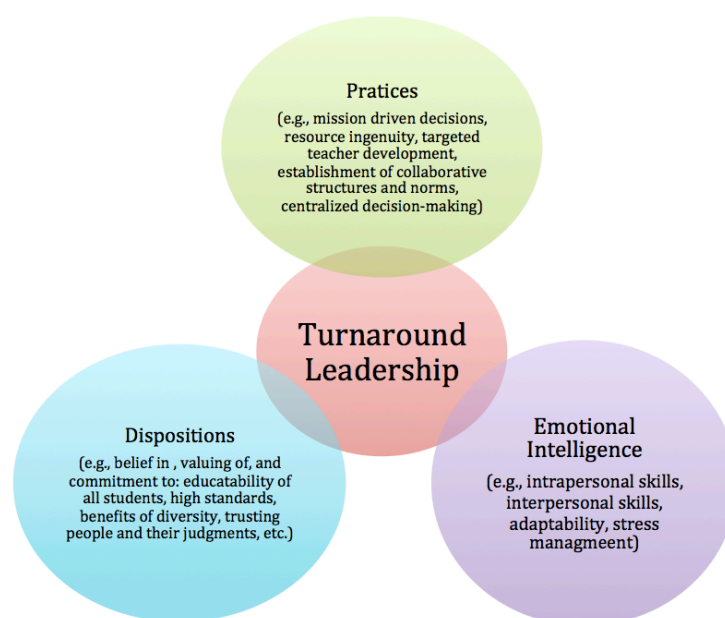 Pratices
(e.g., mission driven decisions,
resource ingenuity, targeted
teacher development,
establishment of collaborative
structures and norms,
centralized decision-making)
Turnaround
Leadership
Dispositions
(e.g., belief in , valuing of, and
commitment to: educatability of
all students, high standards,
benefits of diversity, trusting
people and their judgments, etc.)
Emotional
Intelligence
(e.g., intrapersonal skills,
interpersonal skills,
adaptability, stress
managmeent)